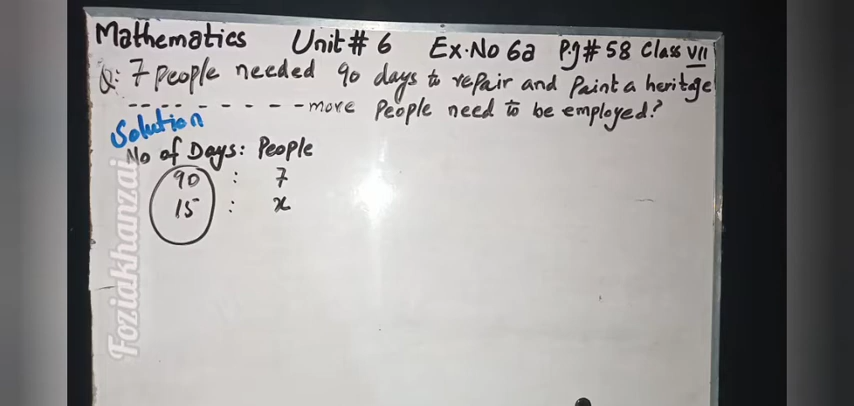 Mathematics Unit # 6 Ex.No 6a Pg # 58 Class VII
Q: 7 People needed 90 days to repair and Paint a heritage
- - - - - - - - - - more People need to be employed?
Solution
No of Days: People
90 : 7
15 : x
Foziakhanzai